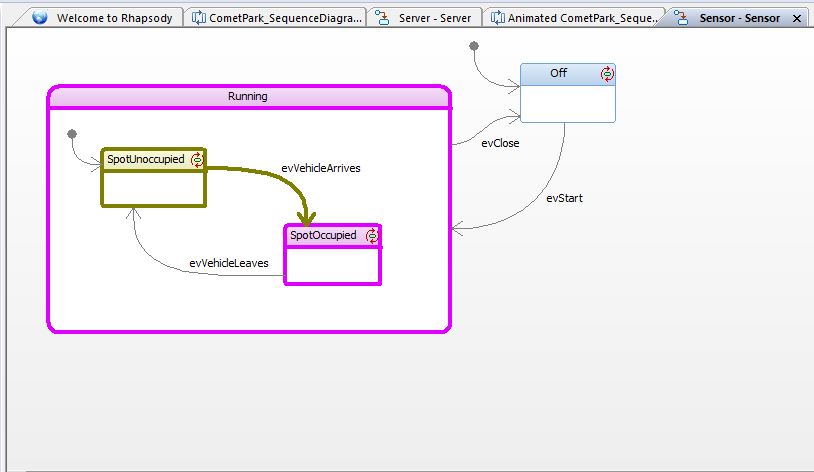 Welcome to Rhapsody
CometPark_SequenceDiagra...
Server - Server
Animated CometPark_Seque...
Sensor - Sensor
Off
Running
evClose
SpotUnoccupied
evVehicleArrives
evStart
SpotOccupied
evVehicleLeaves